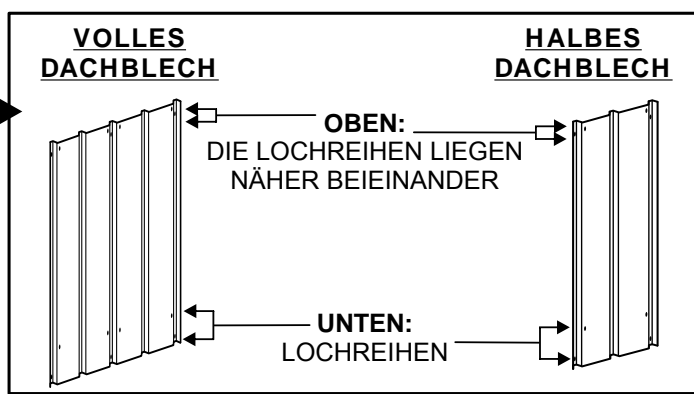 VOLLES
DACHBLECH
HALBES
DACHBLECH
OBEN:
DIE LOCHREIHEN LIEGEN
NÄHER BEIEINANDER
UNTEN:
LOCHREIHEN